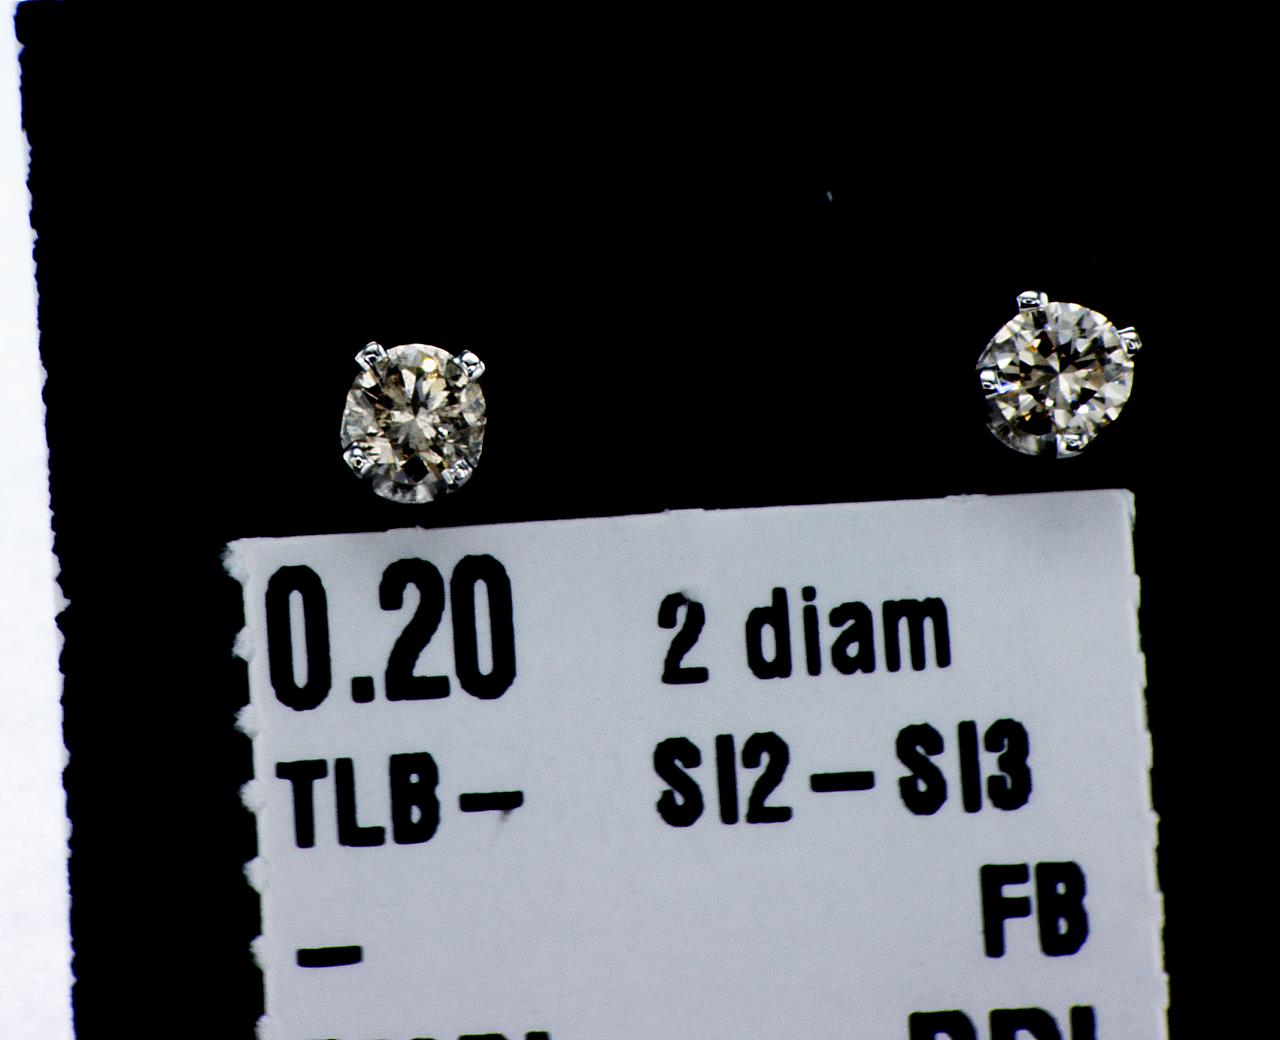 0.20 2 diam
TLB- SI2-SI3
- FB